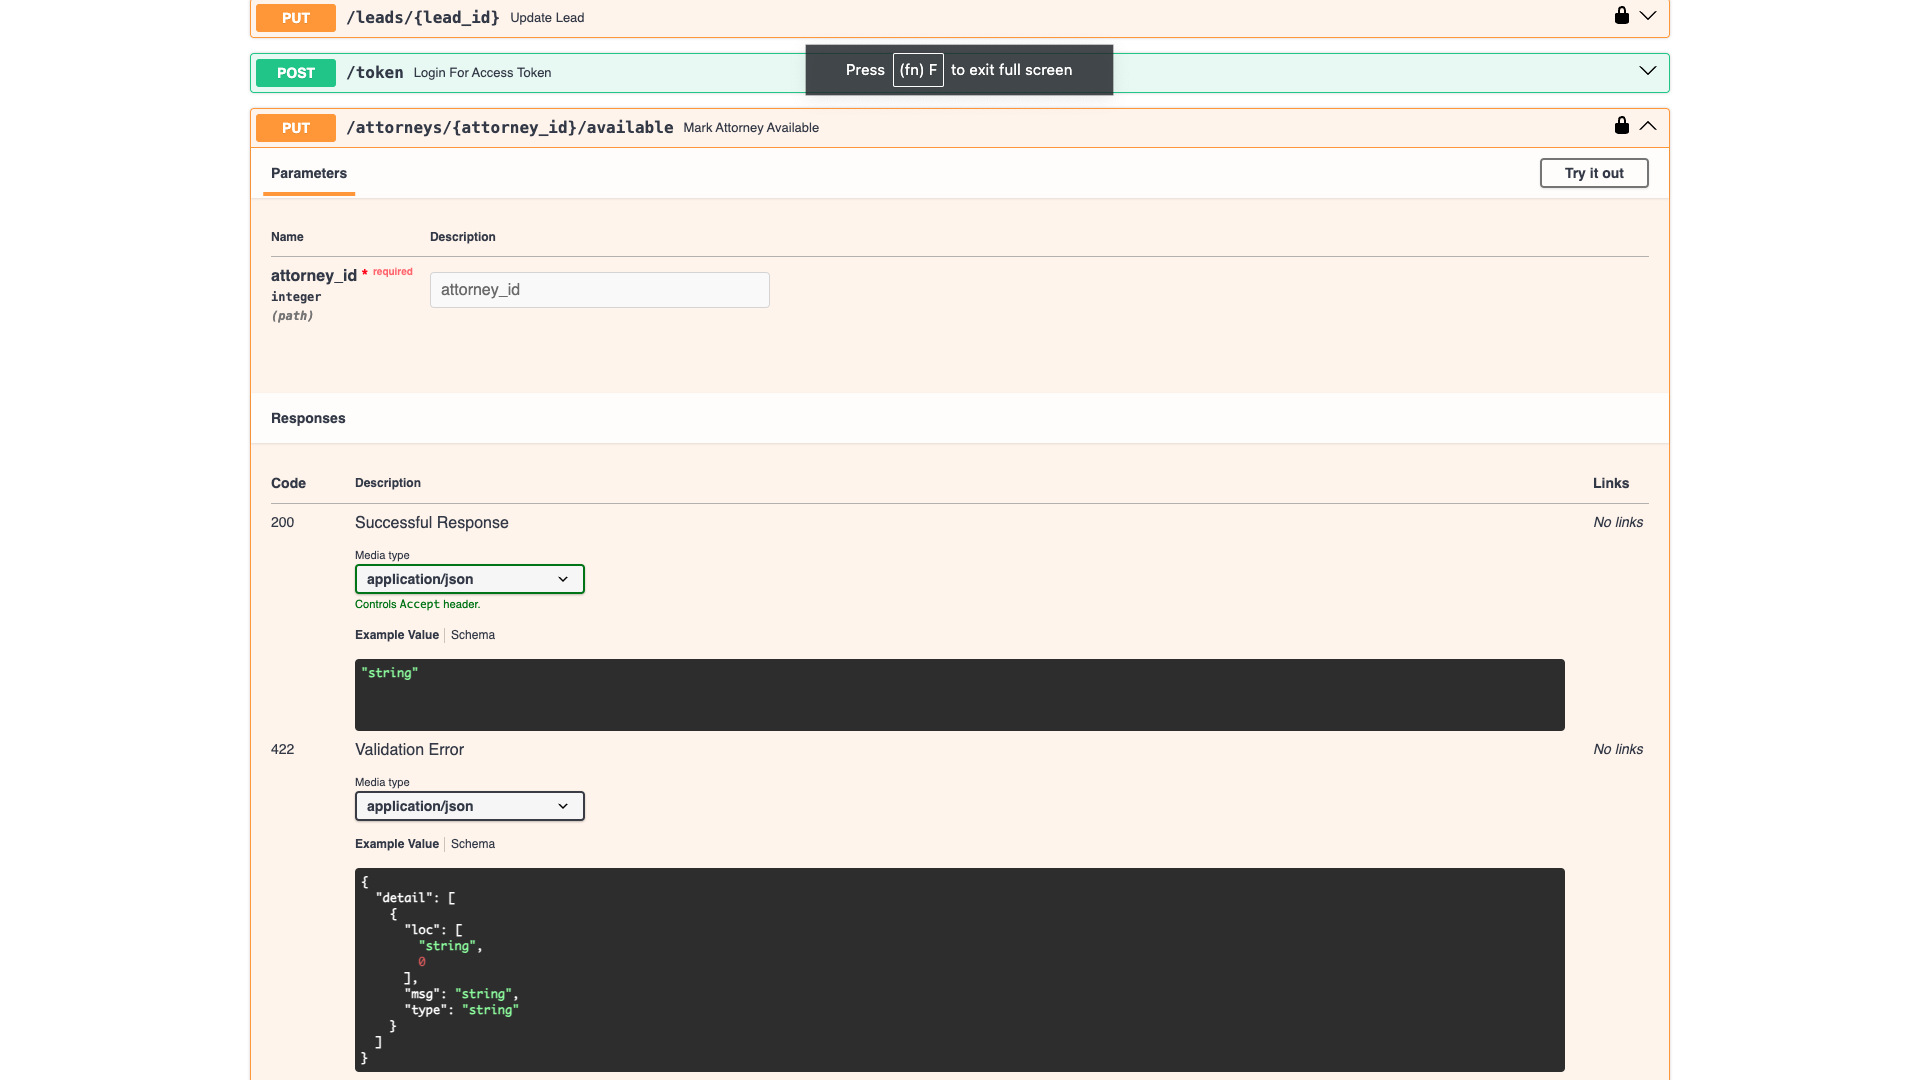 PUT /leads/{lead_id} Update Lead
POST /token Login For Access Token
Press (fn) F to exit full screen
PUT /attorneys/{attorney_id}/available Mark Attorney Available
Parameters Try it out
Name Description
attorney_id * required
integer
(path)
attorney_id
Responses
Code Description Links
200 Successful Response No links
Media type
application/json
Controls Accept header.
Example Value Schema
"string"
422 Validation Error No links
Media type
application/json
Example Value Schema
{
  "detail": [
    {
      "loc": [
        "string",
        0
      ],
      "msg": "string",
      "type": "string"
    }
  ]
}